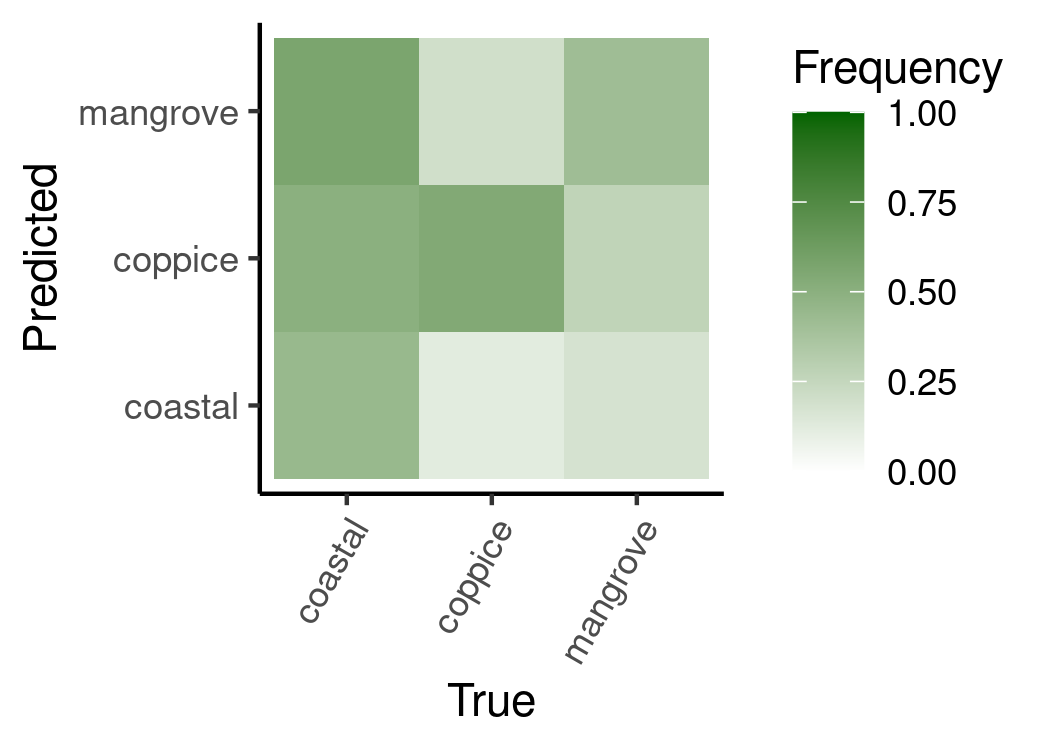 Frequency
1.00
0.75
0.50
0.25
0.00
Predicted
mangrove
coppice
coastal
coastal
coppice
mangrove
True